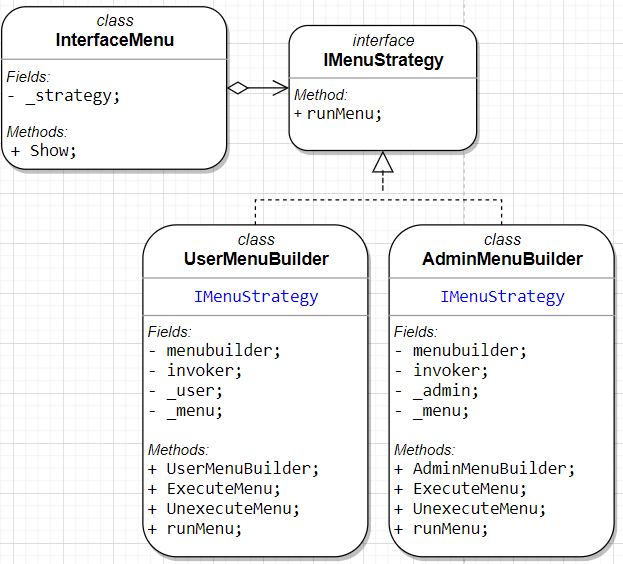 class
InterfaceMenu
Fields:
- _strategy;
Methods:
+ Show;
interface
IMenuStrategy
Method:
+ runMenu;
class
UserMenuBuilder
IMenuStrategy
Fields:
- menubuilder;
- invoker;
- _user;
- _menu;
Methods:
+ UserMenuBuilder;
+ ExecuteMenu;
+ UnexecuteMenu;
+ runMenu;
class
AdminMenuBuilder
IMenuStrategy
Fields:
- menubuilder;
- invoker;
- _admin;
- _menu;
Methods:
+ AdminMenuBuilder;
+ ExecuteMenu;
+ UnexecuteMenu;
+ runMenu;